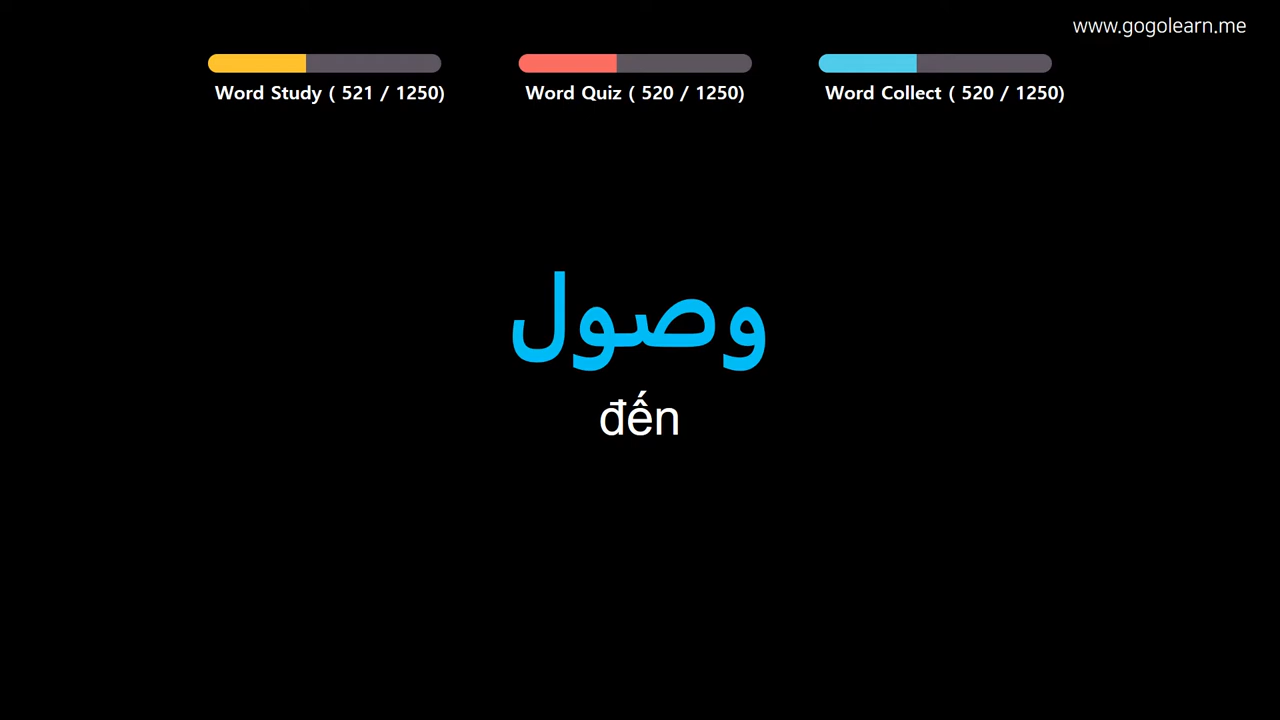 www.gogolearn.me
Word Study ( 521 / 1250)
Word Quiz ( 520 / 1250)
Word Collect ( 520 / 1250)
وصول
đến